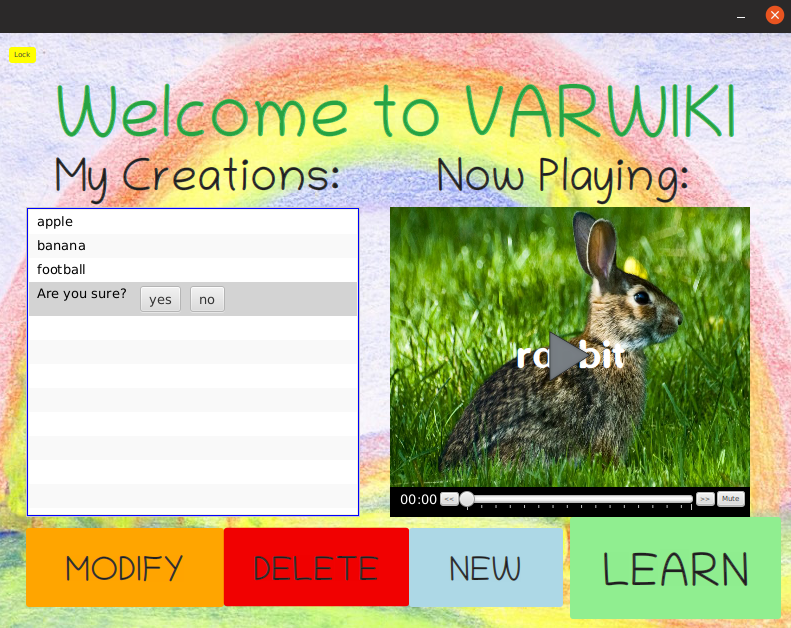 Lock
Welcome to VARWIKI
My Creations:
Now Playing:
apple
banana
football
Are you sure? yes no
00:00 << >> Mute
MODIFY DELETE NEW LEARN